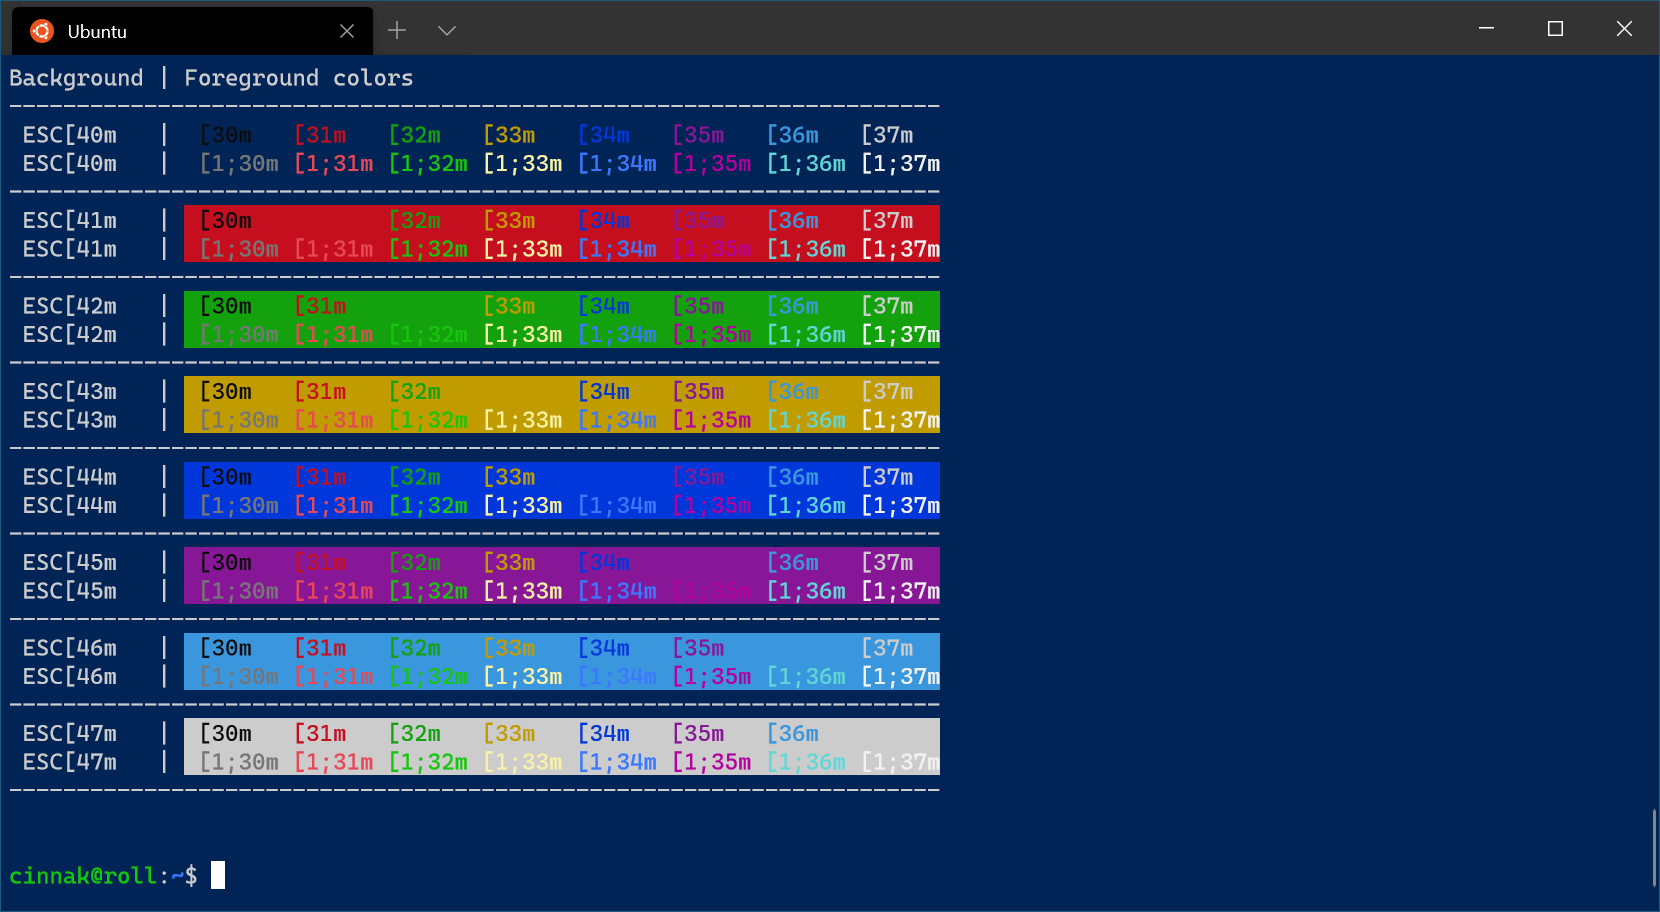 Ubuntu
Background | Foreground colors
---------------------------------------------------------------------
ESC[40m | [30m [31m [32m [33m [34m [35m [36m [37m
ESC[40m | [1;30m [1;31m [1;32m [1;33m [1;34m [1;35m [1;36m [1;37m
---------------------------------------------------------------------
ESC[41m | [30m [32m [33m [34m [35m [36m [37m
ESC[41m | [1;30m [1;31m [1;32m [1;33m [1;34m [1;35m [1;36m [1;37m
---------------------------------------------------------------------
ESC[42m | [30m [31m [33m [34m [35m [36m [37m
ESC[42m | [1;30m [1;31m [1;32m [1;33m [1;34m [1;35m [1;36m [1;37m
---------------------------------------------------------------------
ESC[43m | [30m [31m [32m [34m [35m [36m [37m
ESC[43m | [1;30m [1;31m [1;32m [1;33m [1;34m [1;35m [1;36m [1;37m
---------------------------------------------------------------------
ESC[44m | [30m [31m [32m [33m [35m [36m [37m
ESC[44m | [1;30m [1;31m [1;32m [1;33m [1;34m [1;35m [1;36m [1;37m
---------------------------------------------------------------------
ESC[45m | [30m [31m [32m [33m [34m [36m [37m
ESC[45m | [1;30m [1;31m [1;32m [1;33m [1;34m [1;35m [1;36m [1;37m
---------------------------------------------------------------------
ESC[46m | [30m [31m [32m [33m [34m [35m [37m
ESC[46m | [1;30m [1;31m [1;32m [1;33m [1;34m [1;35m [1;36m [1;37m
---------------------------------------------------------------------
ESC[47m | [30m [31m [32m [33m [34m [35m [36m
ESC[47m | [1;30m [1;31m [1;32m [1;33m [1;34m [1;35m [1;36m [1;37m
---------------------------------------------------------------------
cinnak@roll:~$